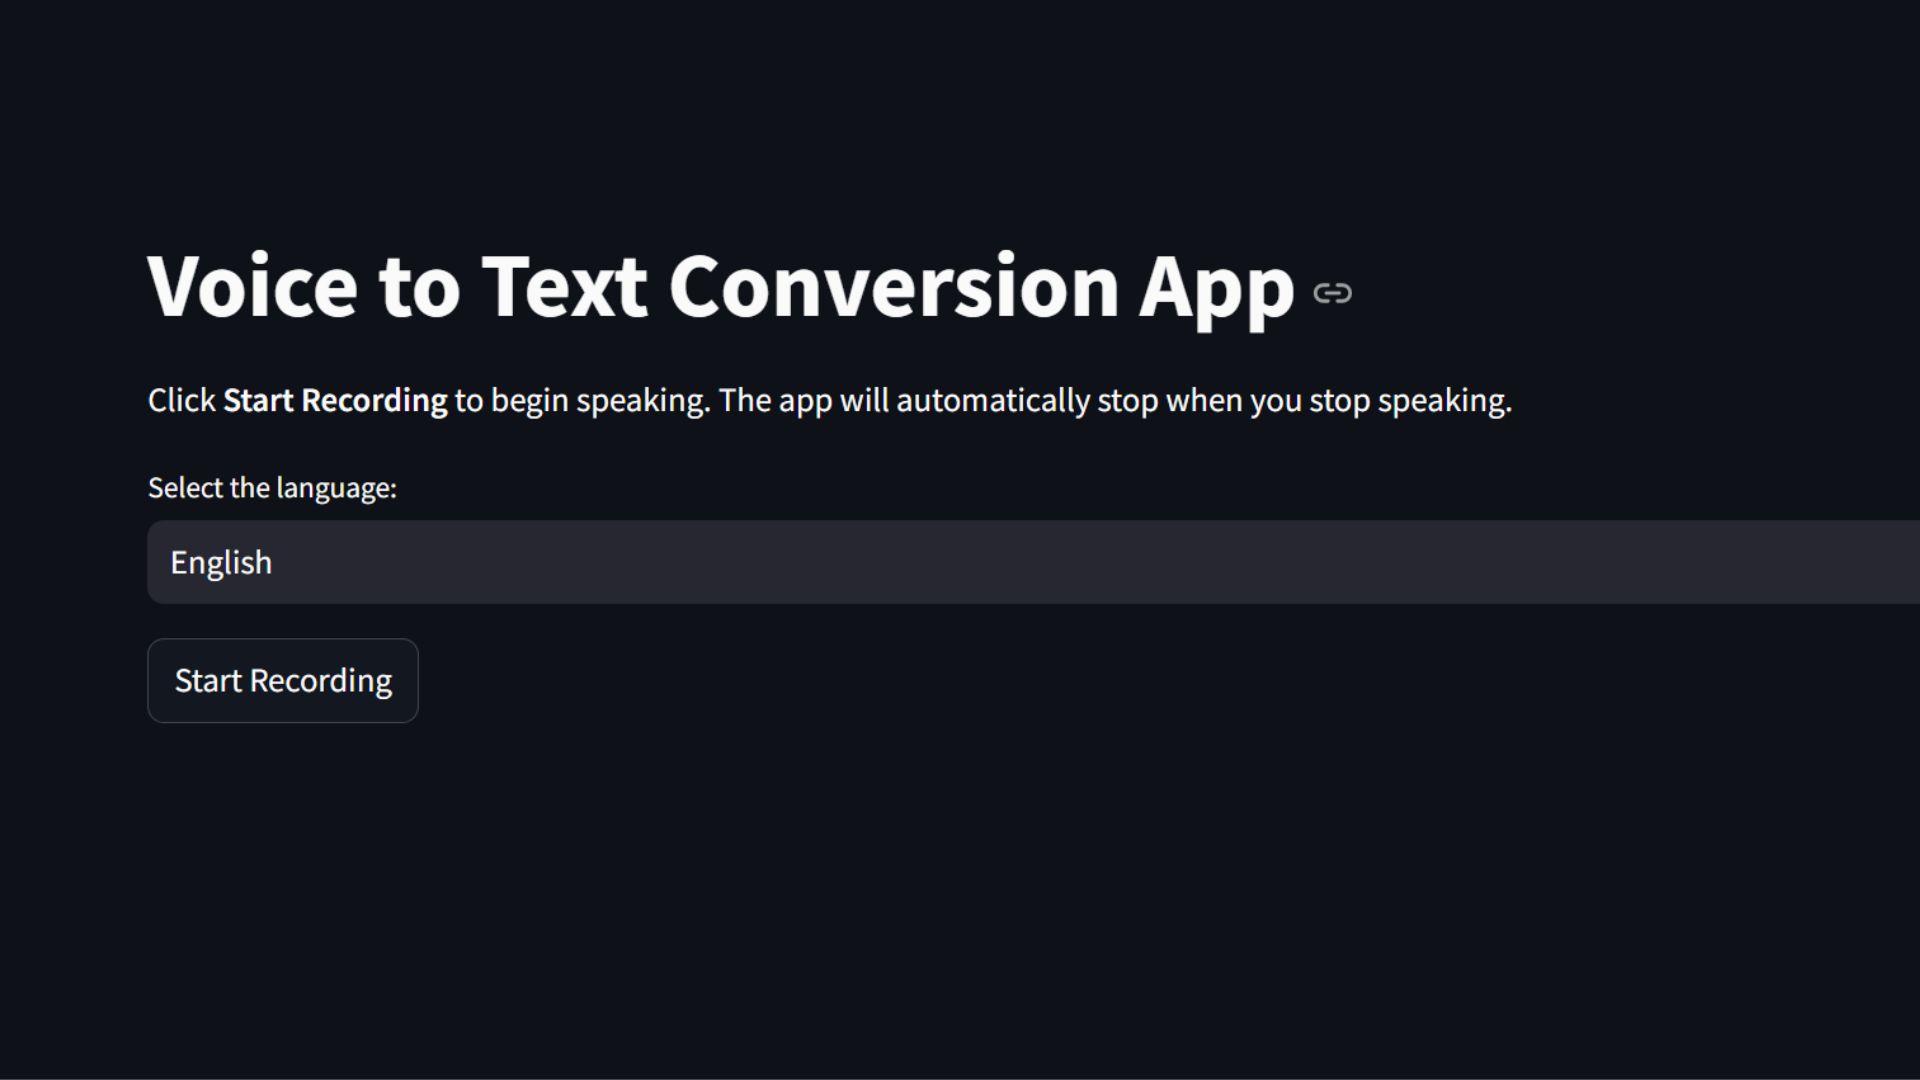 Voice to Text Conversion App
Click Start Recording to begin speaking. The app will automatically stop when you stop speaking.
Select the language:
English
Start Recording